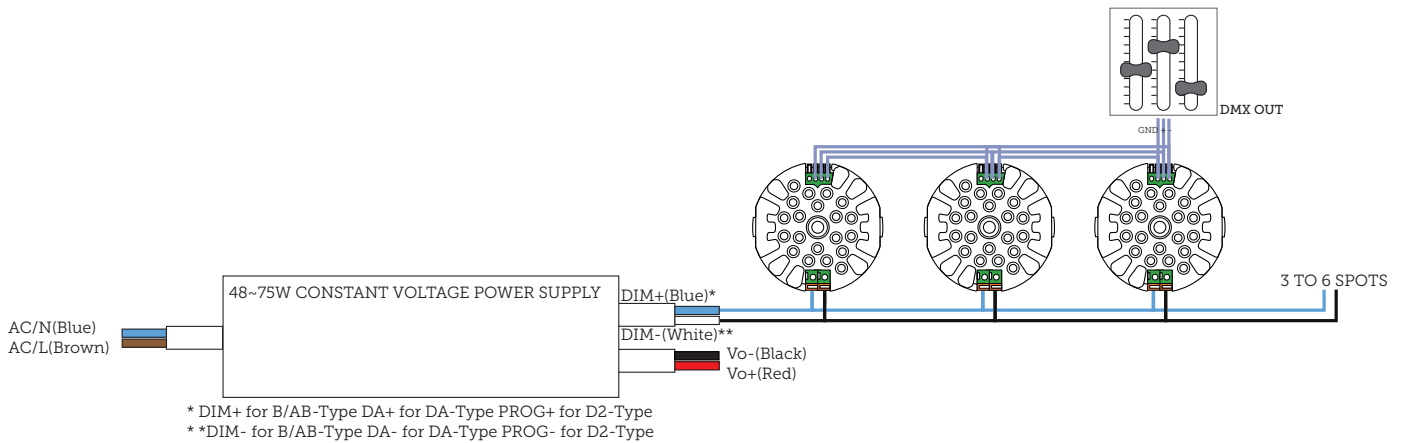 DMX OUT
GND + -
3 TO 6 SPOTS
48~75W CONSTANT VOLTAGE POWER SUPPLY
DIM+(Blue)*
AC/N(Blue)
DIM-(White)**
AC/L(Brown)
Vo-(Black)
Vo+(Red)
* DIM+ for B/AB-Type DA+ for DA-Type PROG+ for D2-Type
* *DIM- for B/AB-Type DA- for DA-Type PROG- for D2-Type